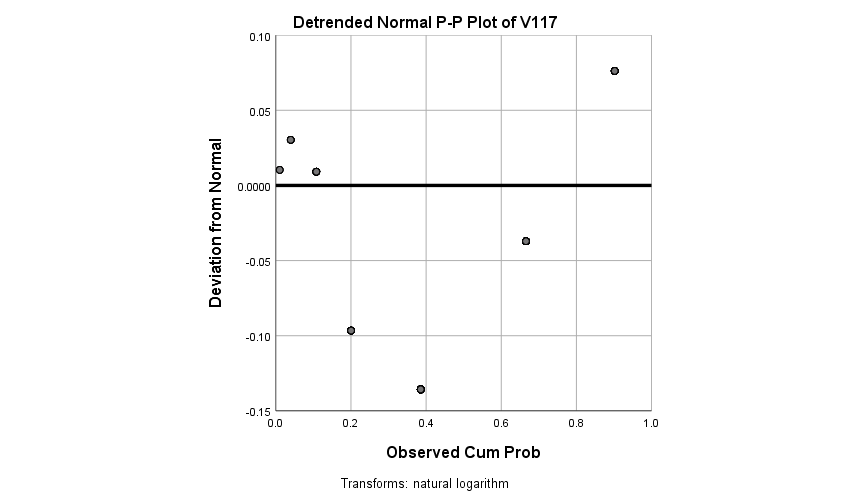 Detrended Normal P-P Plot of V117
0.10
0.05
0.0000
-0.05
-0.10
-0.15
Deviation from Normal
0.0 0.2 0.4 0.6 0.8 1.0
Observed Cum Prob
Transforms: natural logarithm